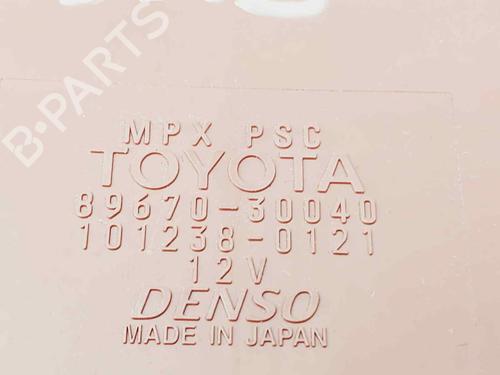 MPX PSC
TOYOTA
89670-30040
101238-0121
12V
DENSO
MADE IN JAPAN
B-PARTS